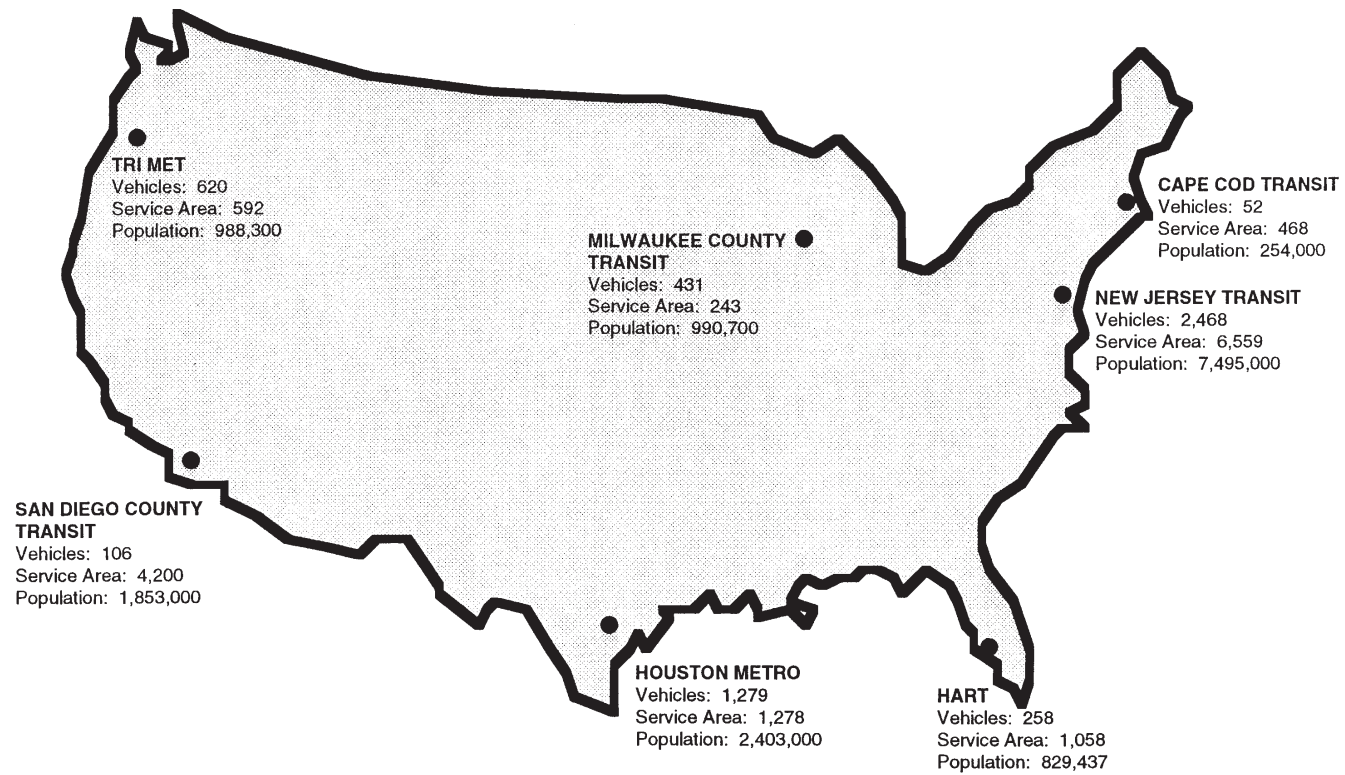 TRI MET
Vehicles: 620
Service Area: 592
Population: 988,300
MILWAUKEE COUNTY
TRANSIT
Vehicles: 431
Service Area: 243
Population: 990,700
CAPE COD TRANSIT
Vehicles: 52
Service Area: 468
Population: 254,000
NEW JERSEY TRANSIT
Vehicles: 2,468
Service Area: 6,559
Population: 7,495,000
SAN DIEGO COUNTY
TRANSIT
Vehicles: 106
Service Area: 4,200
Population: 1,853,000
HOUSTON METRO
Vehicles: 1,279
Service Area: 1,278
Population: 2,403,000
HART
Vehicles: 258
Service Area: 1,058
Population: 829,437